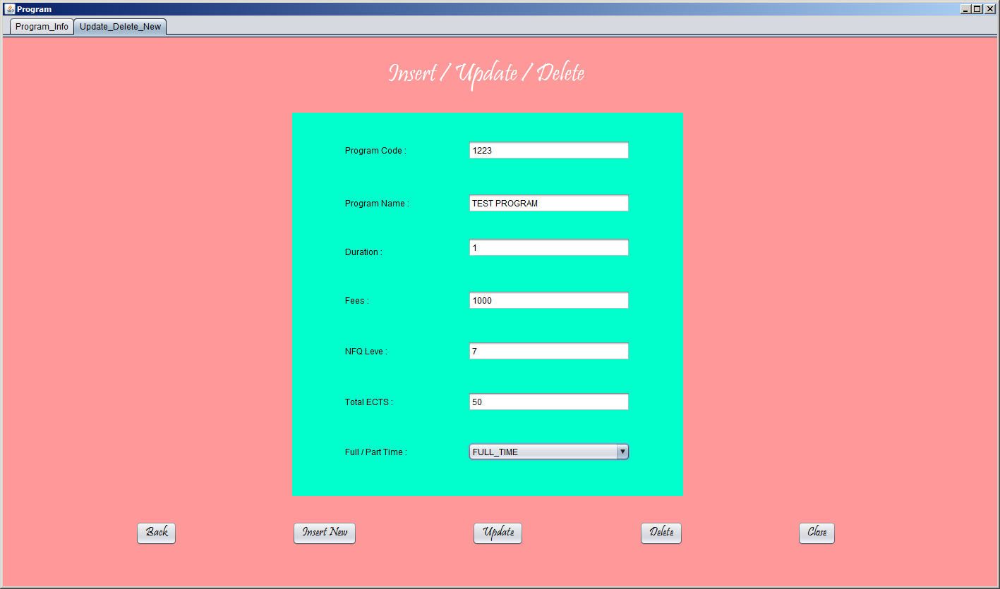 Program
Program_Info Update_Delete_New
Insert / Update / Delete
Program Code : 1223
Program Name : TEST PROGRAM
Duration : 1
Fees : 1000
NFQ Leve : 7
Total ECTS : 50
Full / Part Time : FULL_TIME
Back Insert New Update Delete Close